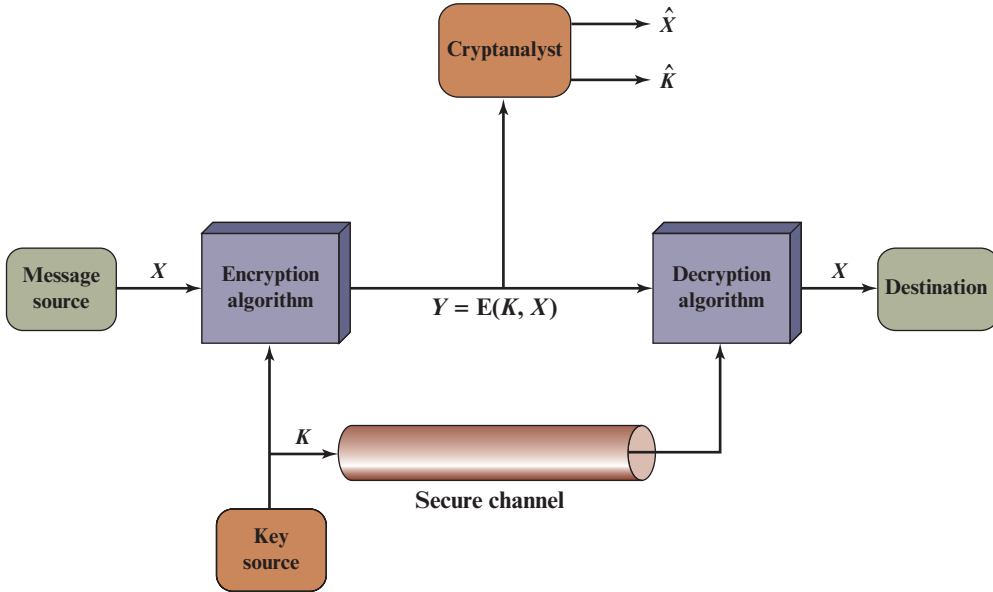 X̂
Cryptanalyst
K̂
Message
source
X
Encryption
algorithm
Y = E(K, X)
Decryption
algorithm
X
Destination
K
Secure channel
Key
source